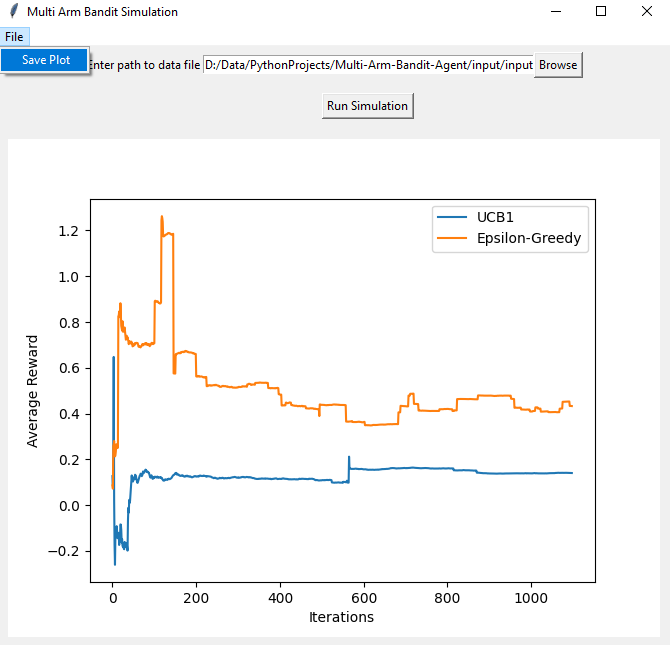 Multi Arm Bandit Simulation
File
Save Plot
Enter path to data file D:/Data/PythonProjects/Multi-Arm-Bandit-Agent/input/input Browse
Run Simulation
UCB1
Epsilon-Greedy
1.2
1.0
0.8
0.6
0.4
0.2
0.0
−0.2
Average Reward
0 200 400 600 800 1000
Iterations